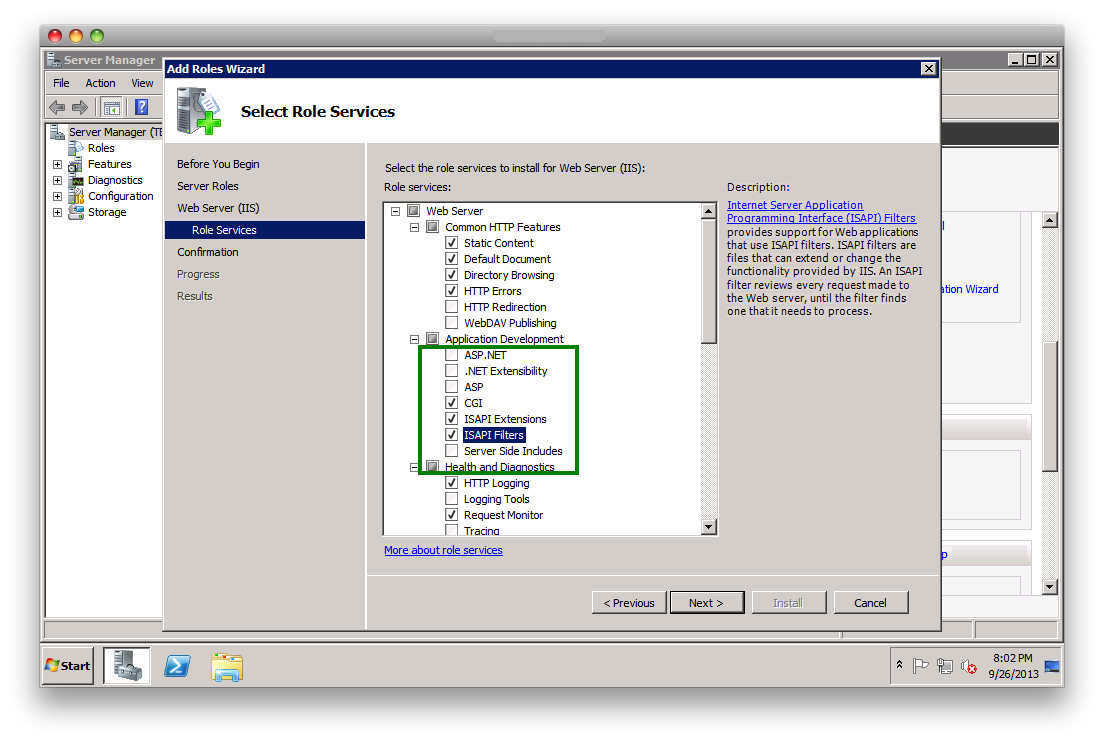 Server Manager
Add Roles Wizard
File Action View
Select Role Services
Server Manager (TE
Roles
Features
Diagnostics
Configuration
Storage
Before You Begin
Server Roles
Web Server (IIS)
Role Services
Confirmation
Progress
Results
Select the role services to install for Web Server (IIS):
Role services:
Web Server
Common HTTP Features
Static Content
Default Document
Directory Browsing
HTTP Errors
HTTP Redirection
WebDAV Publishing
Application Development
ASP.NET
.NET Extensibility
ASP
CGI
ISAPI Extensions
ISAPI Filters
Server Side Includes
Health and Diagnostics
HTTP Logging
Logging Tools
Request Monitor
Tracing
More about role services
Description:
Internet Server Application
Programming Interface (ISAPI) Filters
provides support for Web applications
that use ISAPI filters. ISAPI filters are
files that can extend or change the
functionality provided by IIS. An ISAPI
filter reviews every request made to
the Web server, until the filter finds
one that it needs to process.
ation Wizard
p
< Previous
Next >
Install
Cancel
Start
8:02 PM
9/26/2013